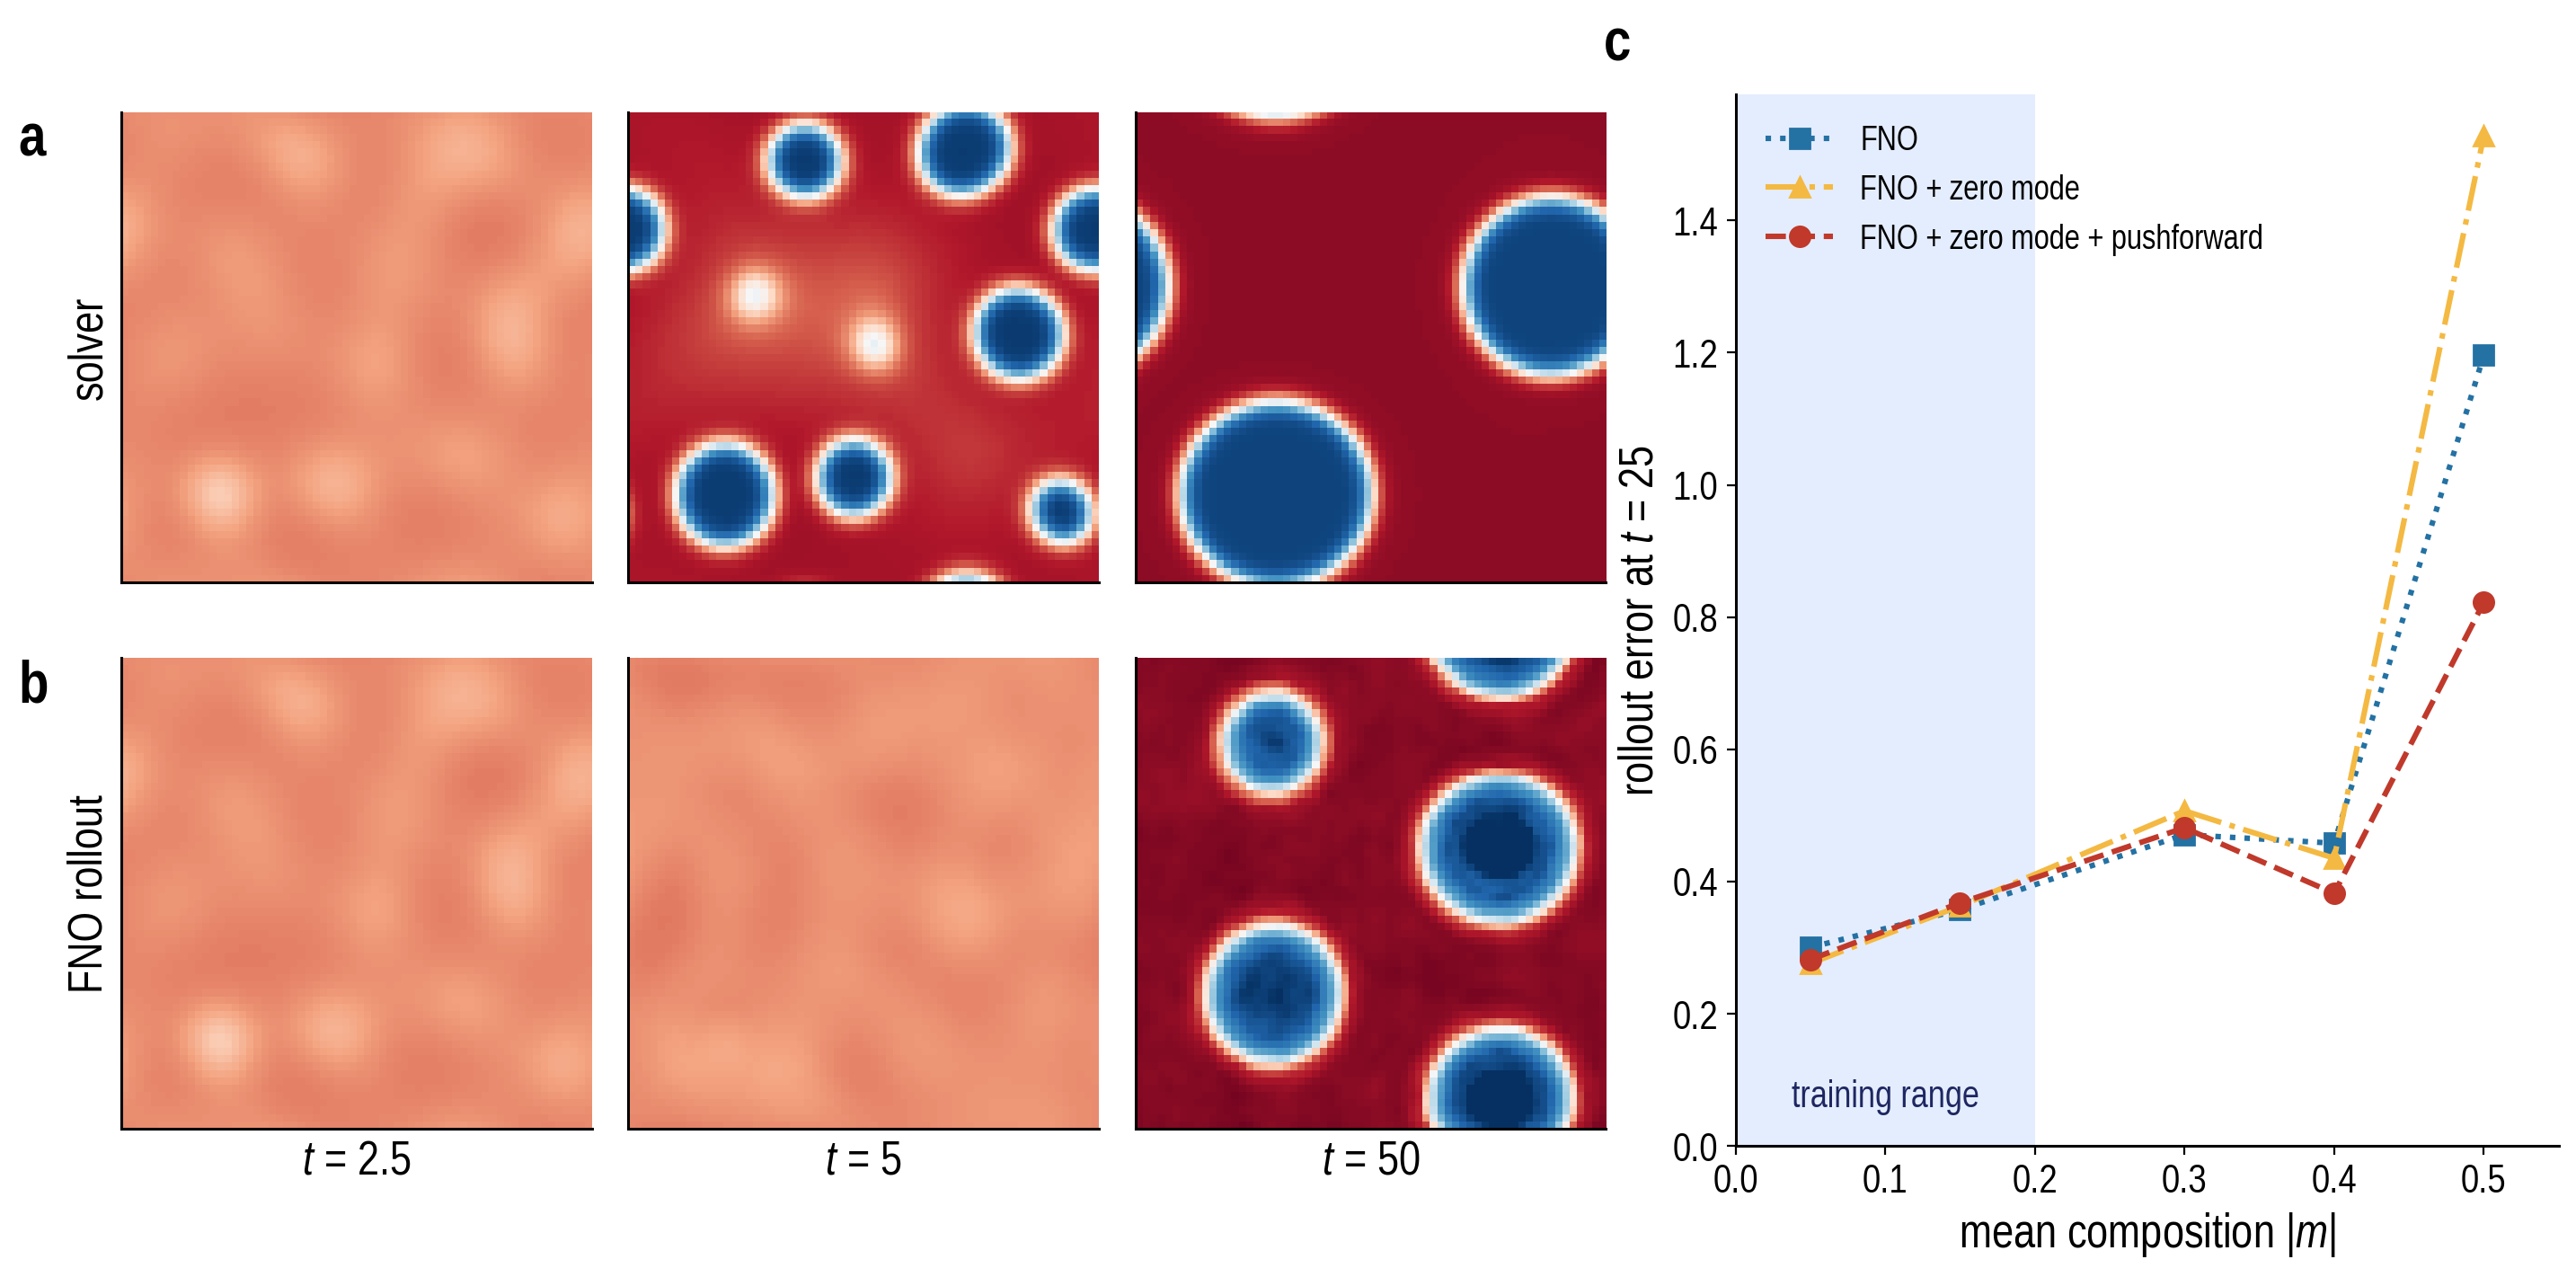 a
solver
b
FNO rollout
t = 2.5
t = 5
t = 50
c
rollout error at t = 25
1.4
1.2
1.0
0.8
0.6
0.4
0.2
0.0
FNO
FNO + zero mode
FNO + zero mode + pushforward
training range
0.0 0.1 0.2 0.3 0.4 0.5
mean composition |m|